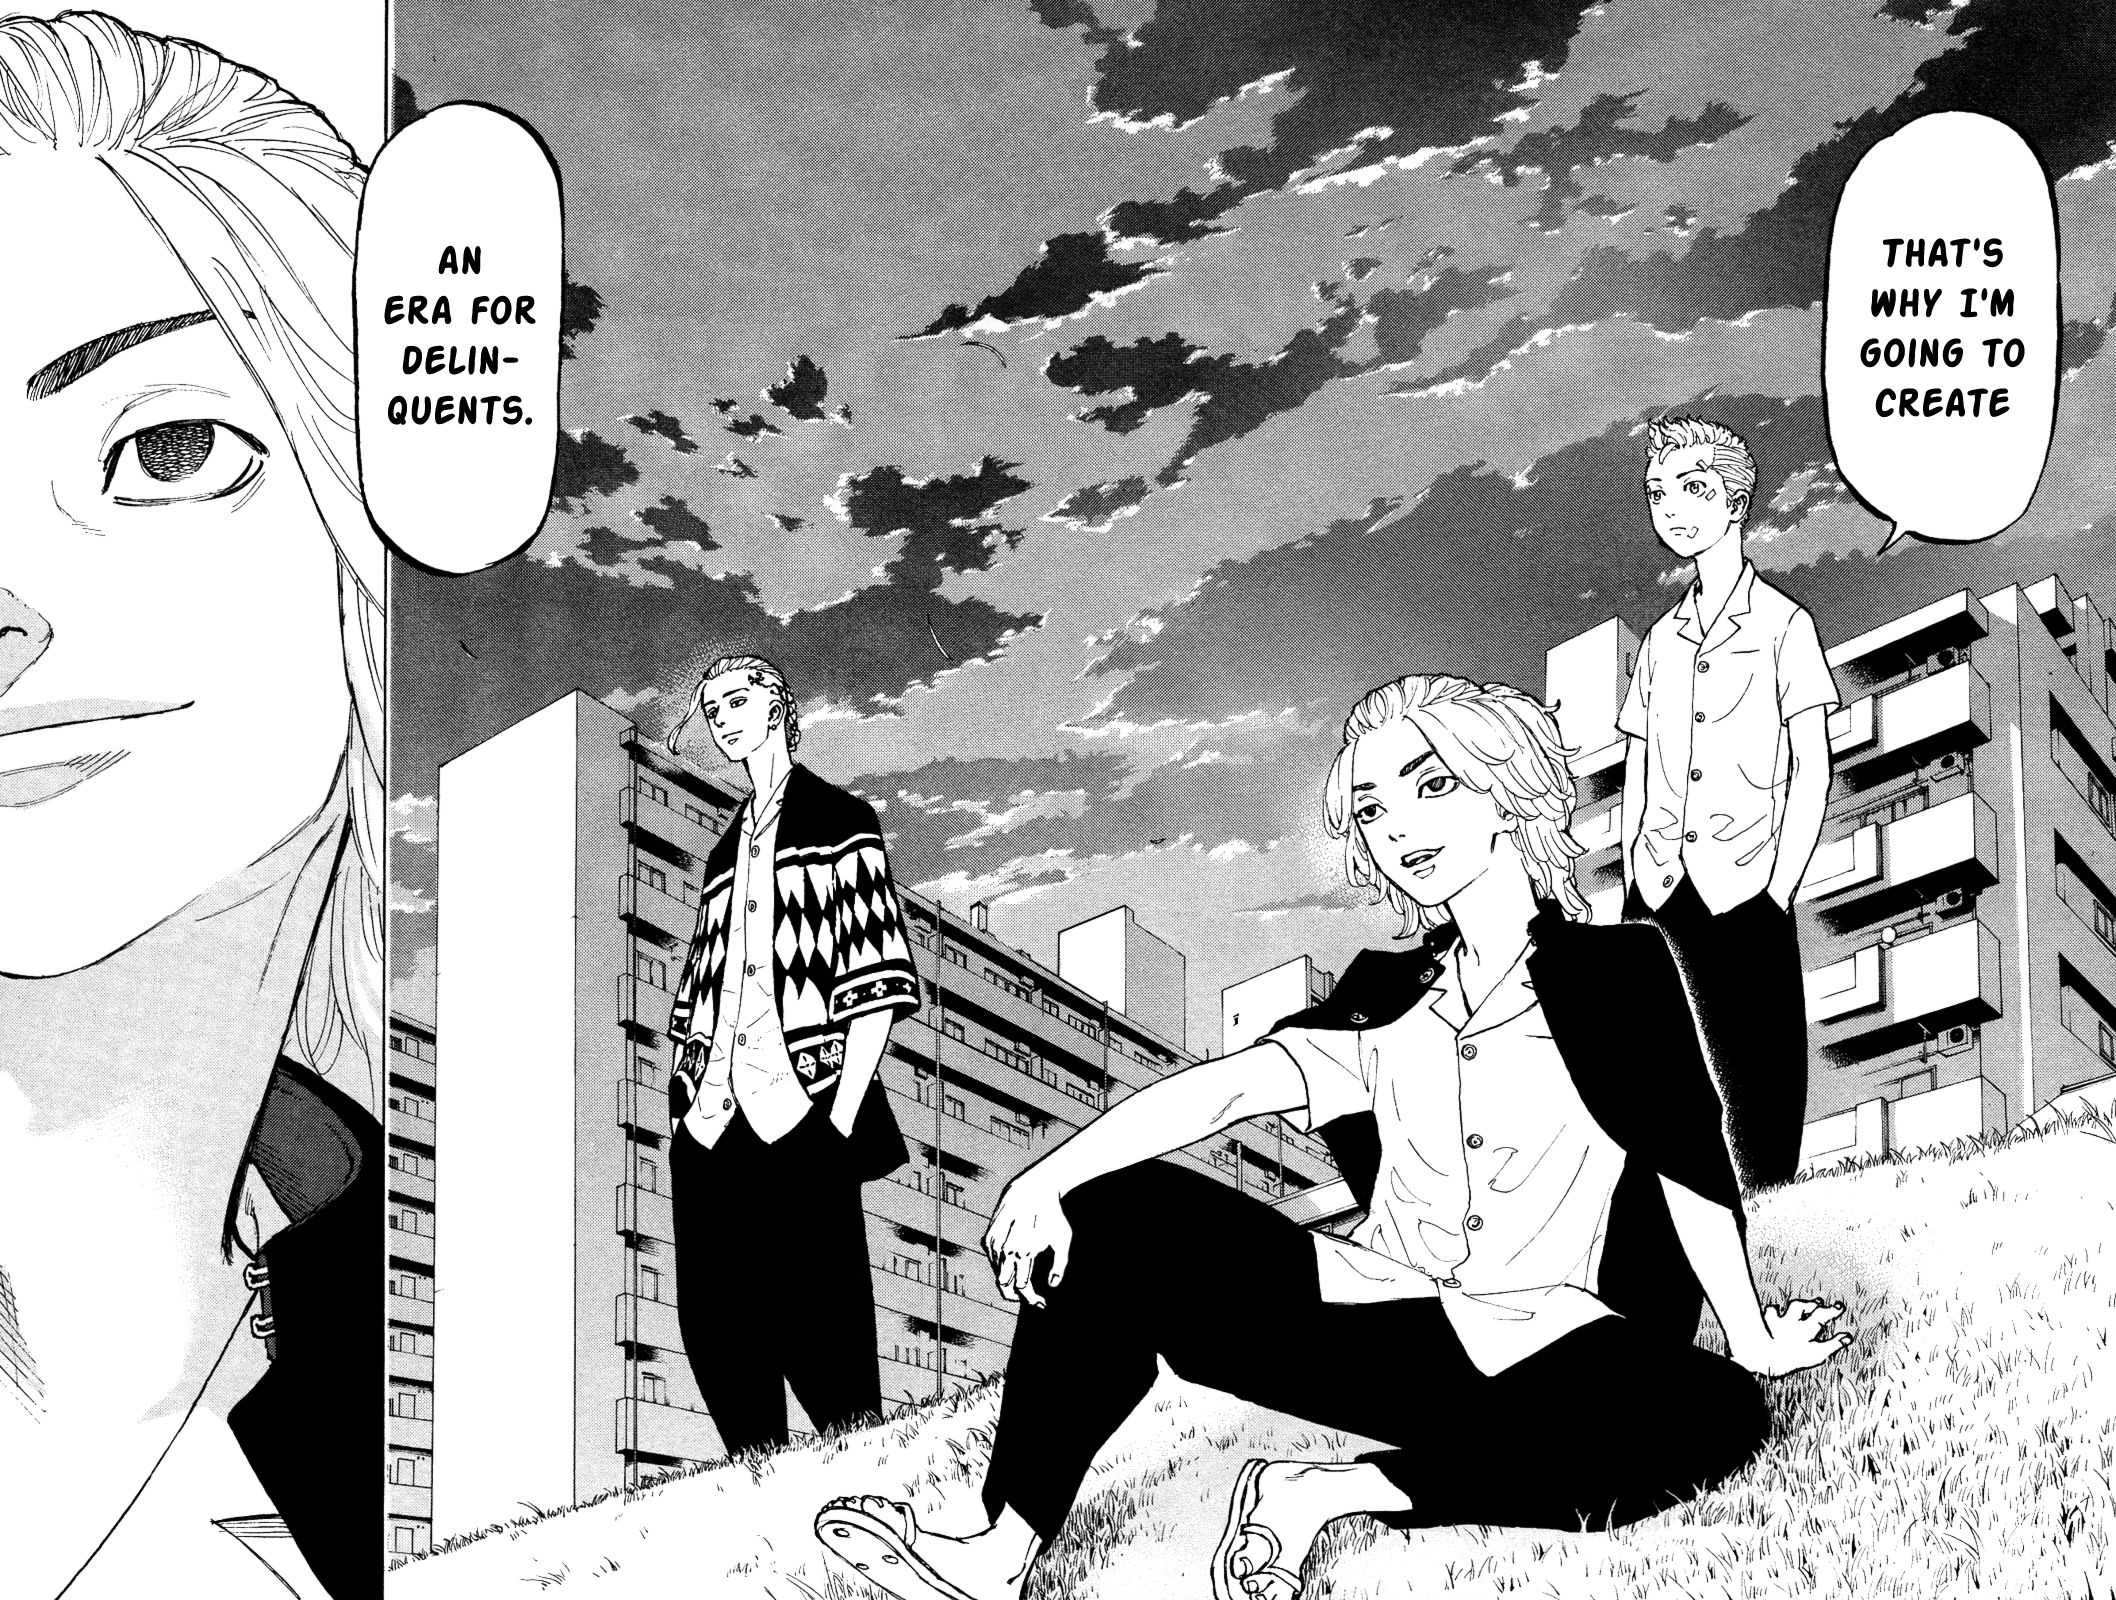 THAT'S
WHY I'M
GOING TO
CREATE
AN
ERA FOR
DELIN-
QUENTS.